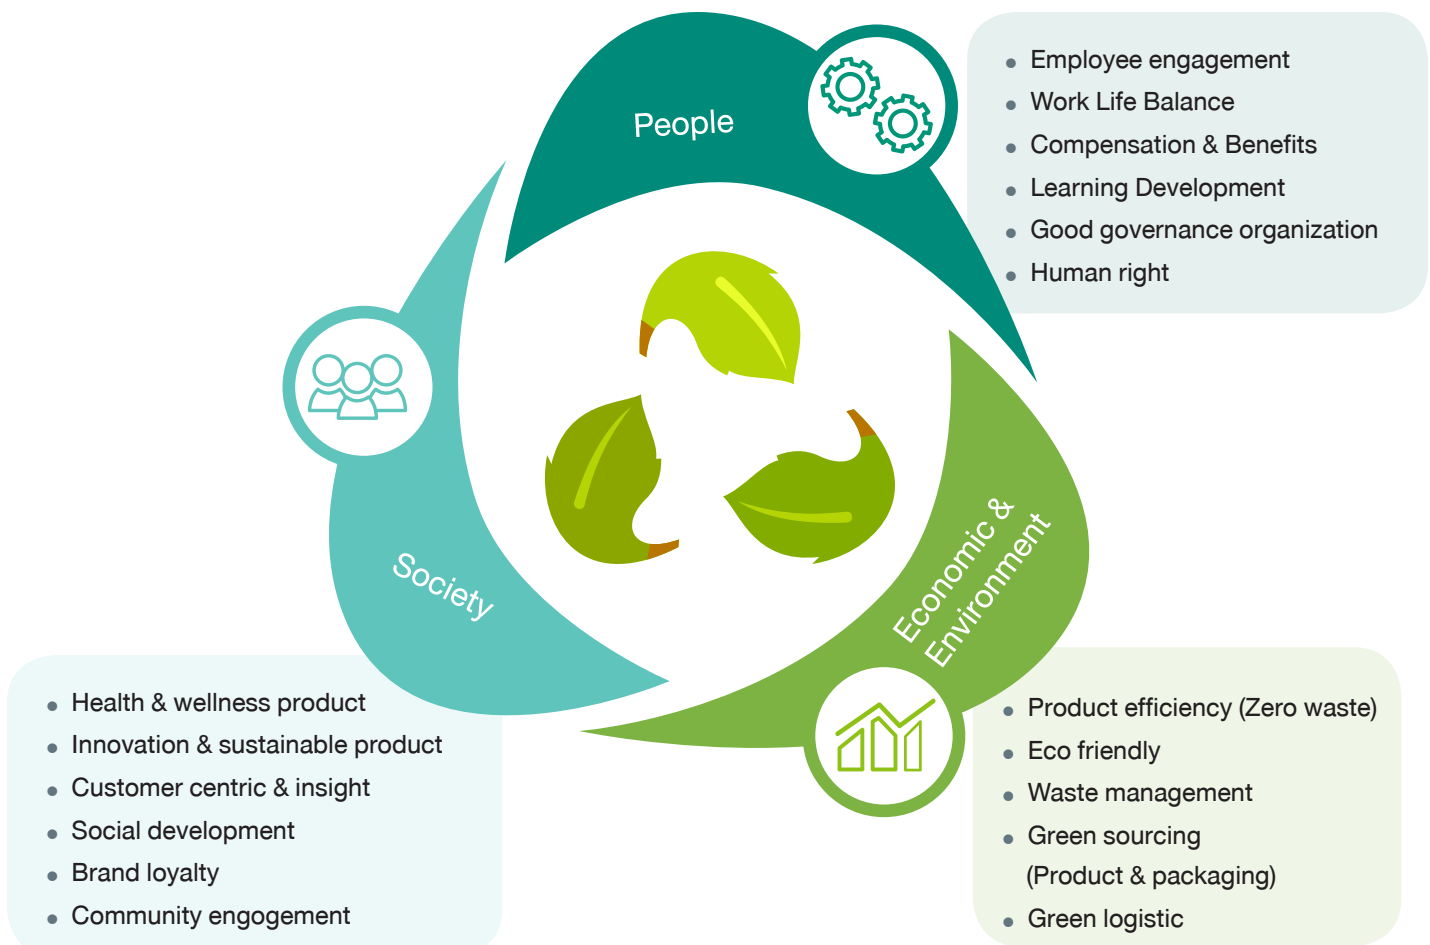 People
• Employee engagement
• Work Life Balance
• Compensation & Benefits
• Learning Development
• Good governance organization
• Human right
Society
• Health & wellness product
• Innovation & sustainable product
• Customer centric & insight
• Social development
• Brand loyalty
• Community engogement
Economic &
Environment
• Product efficiency (Zero waste)
• Eco friendly
• Waste management
• Green sourcing
(Product & packaging)
• Green logistic